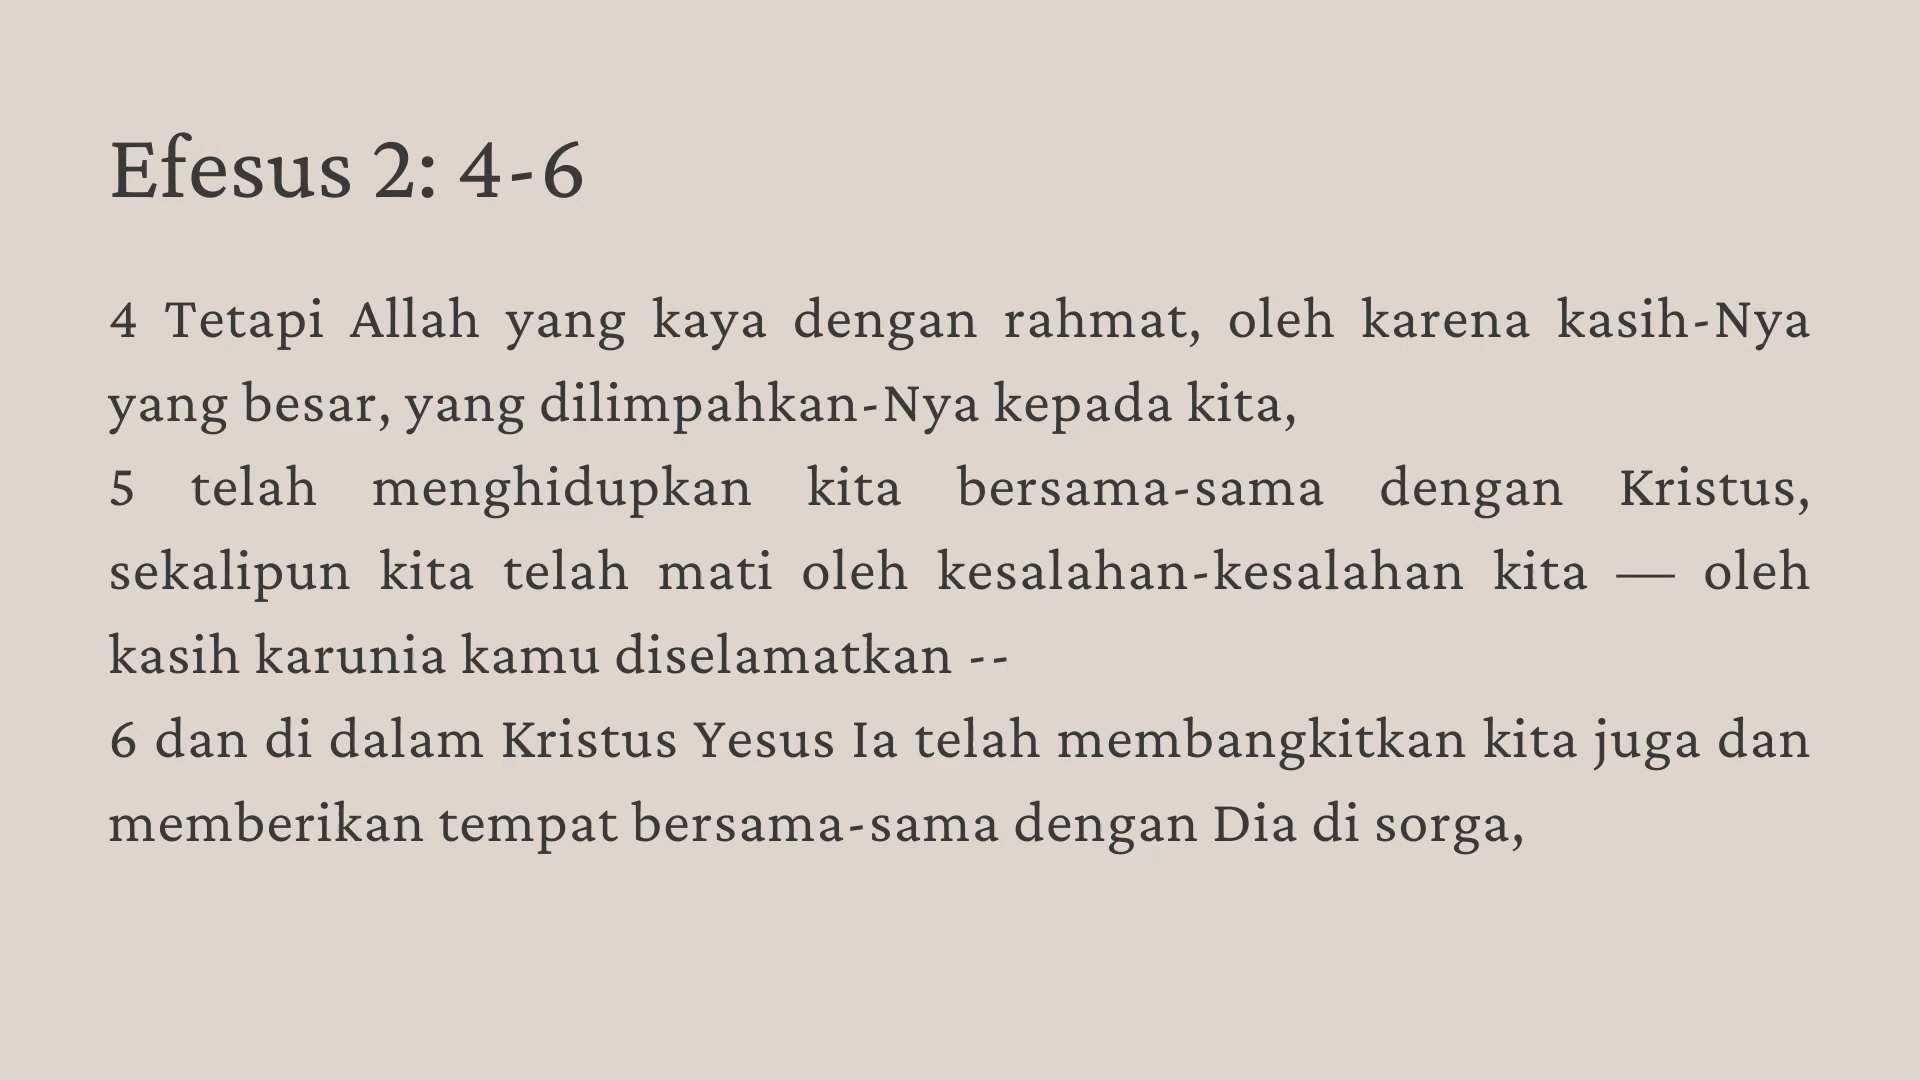 Efesus 2: 4-6
4 Tetapi Allah yang kaya dengan rahmat, oleh karena kasih-Nya
yang besar, yang dilimpahkan-Nya kepada kita,
5 telah menghidupkan kita bersama-sama dengan Kristus,
sekalipun kita telah mati oleh kesalahan-kesalahan kita — oleh
kasih karunia kamu diselamatkan --
6 dan di dalam Kristus Yesus Ia telah membangkitkan kita juga dan
memberikan tempat bersama-sama dengan Dia di sorga,